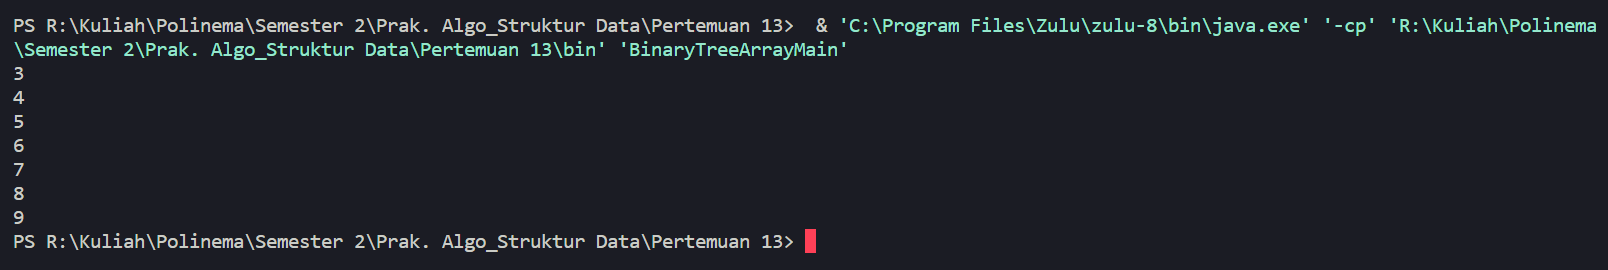 PS R:\Kuliah\Polinema\Semester 2\Prak. Algo_Struktur Data\Pertemuan 13>  & 'C:\Program Files\Zulu\zulu-8\bin\java.exe' '-cp' 'R:\Kuliah\Polinema
\Semester 2\Prak. Algo_Struktur Data\Pertemuan 13\bin' 'BinaryTreeArrayMain'
3
4
5
6
7
8
9
PS R:\Kuliah\Polinema\Semester 2\Prak. Algo_Struktur Data\Pertemuan 13>